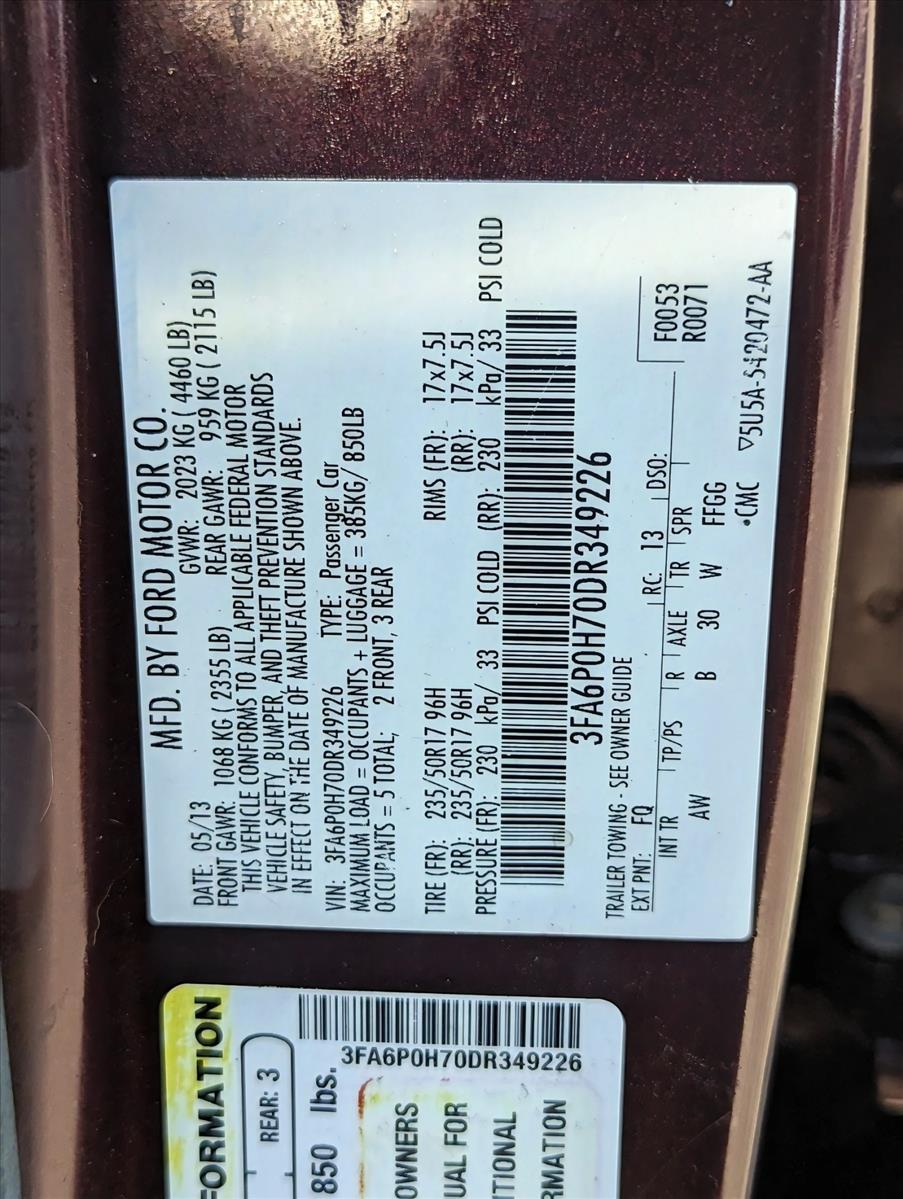 MFD. BY FORD MOTOR CO.
DATE: 05/13 GVWR: 2023 KG ( 4460 LB)
FRONT GAWR: 1068 KG ( 2355 LB) REAR GAWR: 959 KG ( 2115 LB)
THIS VEHICLE CONFORMS TO ALL APPLICABLE FEDERAL MOTOR
VEHICLE SAFETY, BUMPER, AND THEFT PREVENTION STANDARDS
IN EFFECT ON THE DATE OF MANUFACTURE SHOWN ABOVE.
VIN: 3FA6P0H70DR349226 TYPE: Passenger Car
MAXIMUM LOAD = OCCUPANTS + LUGGAGE = 385KG/ 850LB
OCCUPANTS = 5 TOTAL; 2 FRONT, 3 REAR
TIRE (FR): 235/50R17 96H RIMS (FR): 17x7.5J
(RR): 235/50R17 96H (RR): 17x7.5J
PRESSURE (FR): 230 kPa/ 33 PSI COLD (RR): 230 kPa/ 33 PSI COLD
3FA6P0H70DR349226
TRAILER TOWING - SEE OWNER GUIDE
EXT PNT: FQ RC: 13 DSO: F0053
R0071
INT TR TP/PS R AXLE TR SPR
AW B 30 W FFGG
•CMC ▽5U5A-5420472-AA
FORMATION
REAR: 3
3FA6P0H70DR349226
850 lbs.
OWNERS
UAL FOR
ITIONAL
RMATION